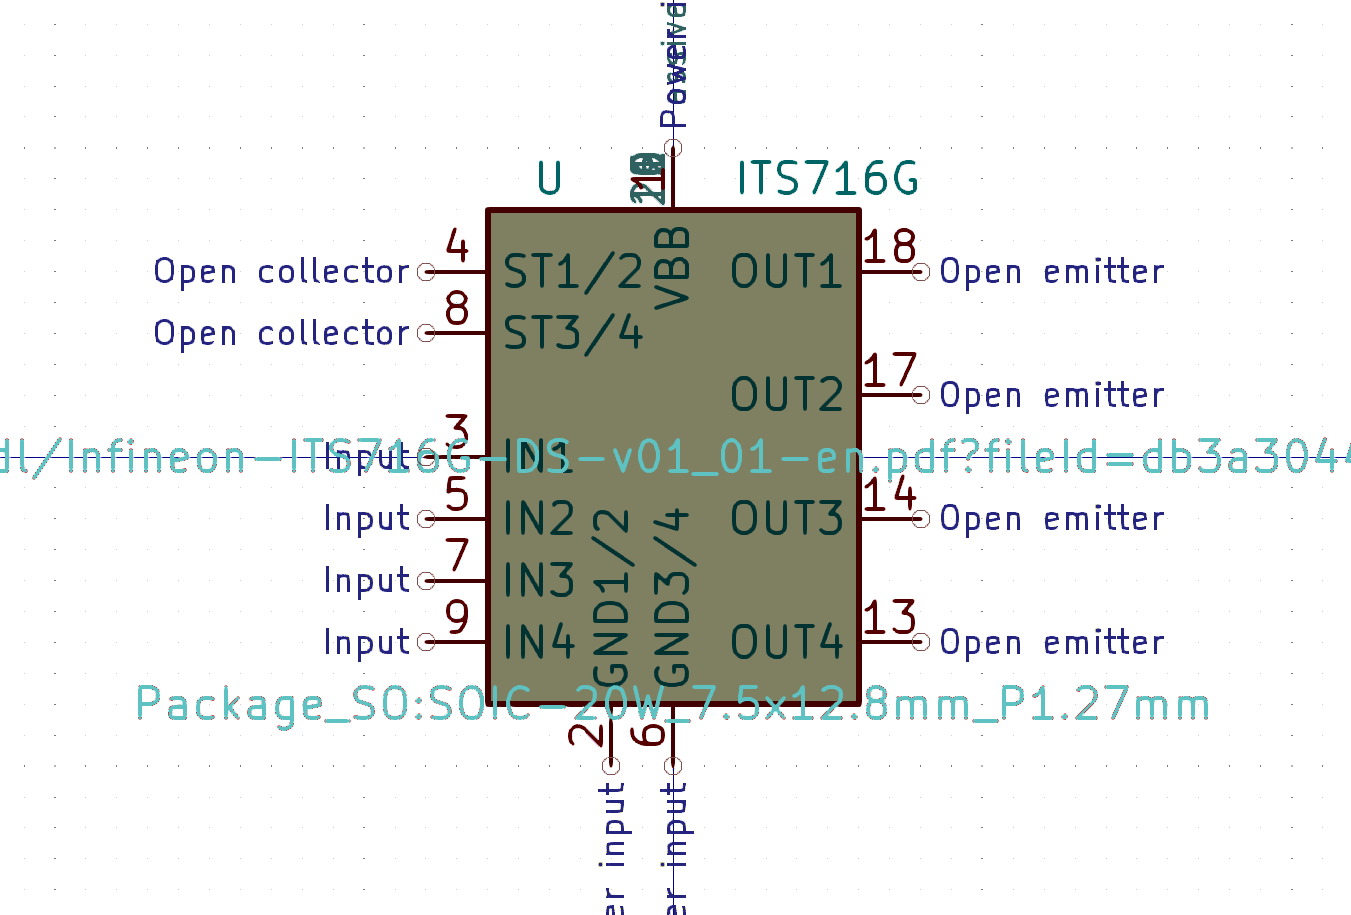 U
ITS716G
VBB
4
ST1/2
Open collector
8
ST3/4
Open collector
3
IN1
Input
5
IN2
Input
7
IN3
Input
9
IN4
Input
18
OUT1
Open emitter
17
OUT2
Open emitter
14
OUT3
Open emitter
13
OUT4
Open emitter
dl/Infineon-ITS716G-DS-v01_01-en.pdf?fileId=db3a3044
GND1/2
GND3/4
Package_SO:SOIC-20W_7.5x12.8mm_P1.27mm
2
6
er input
er input